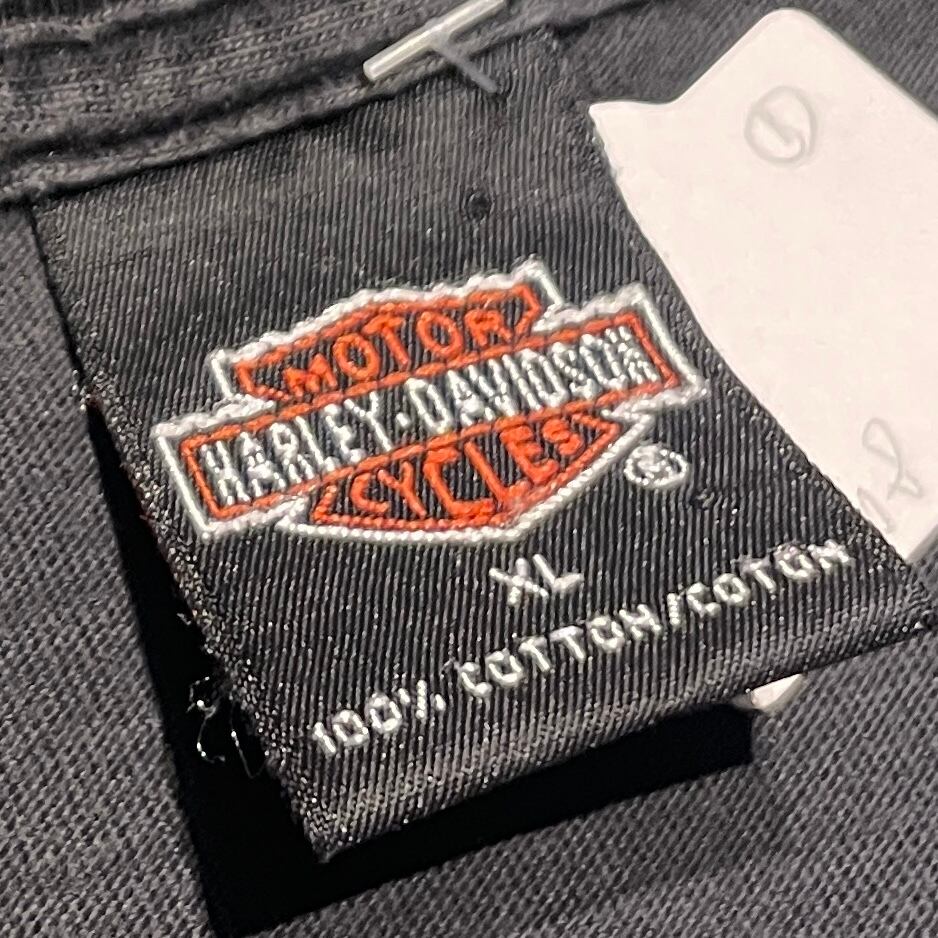 MOTOR
HARLEY-DAVIDSON
CYCLES
®
XL
100% COTTON/COTON